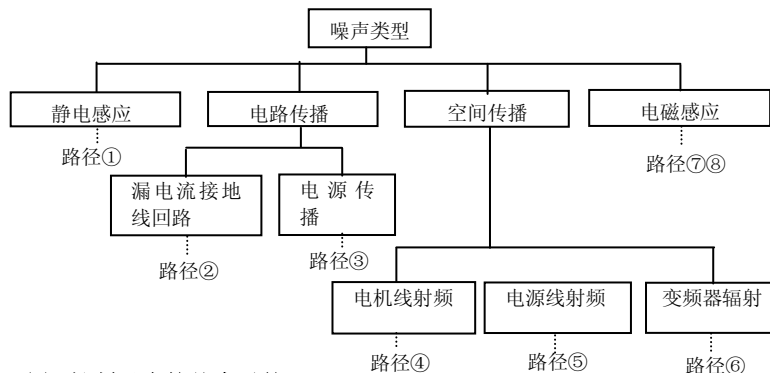 噪声类型
静电感应
电路传播
空间传播
电磁感应
路径①
路径⑦⑧
漏电流接地
线回路
电源传
播
路径②
路径③
电机线射频
电源线射频
变频器辐射
路径④
路径⑤
路径⑥